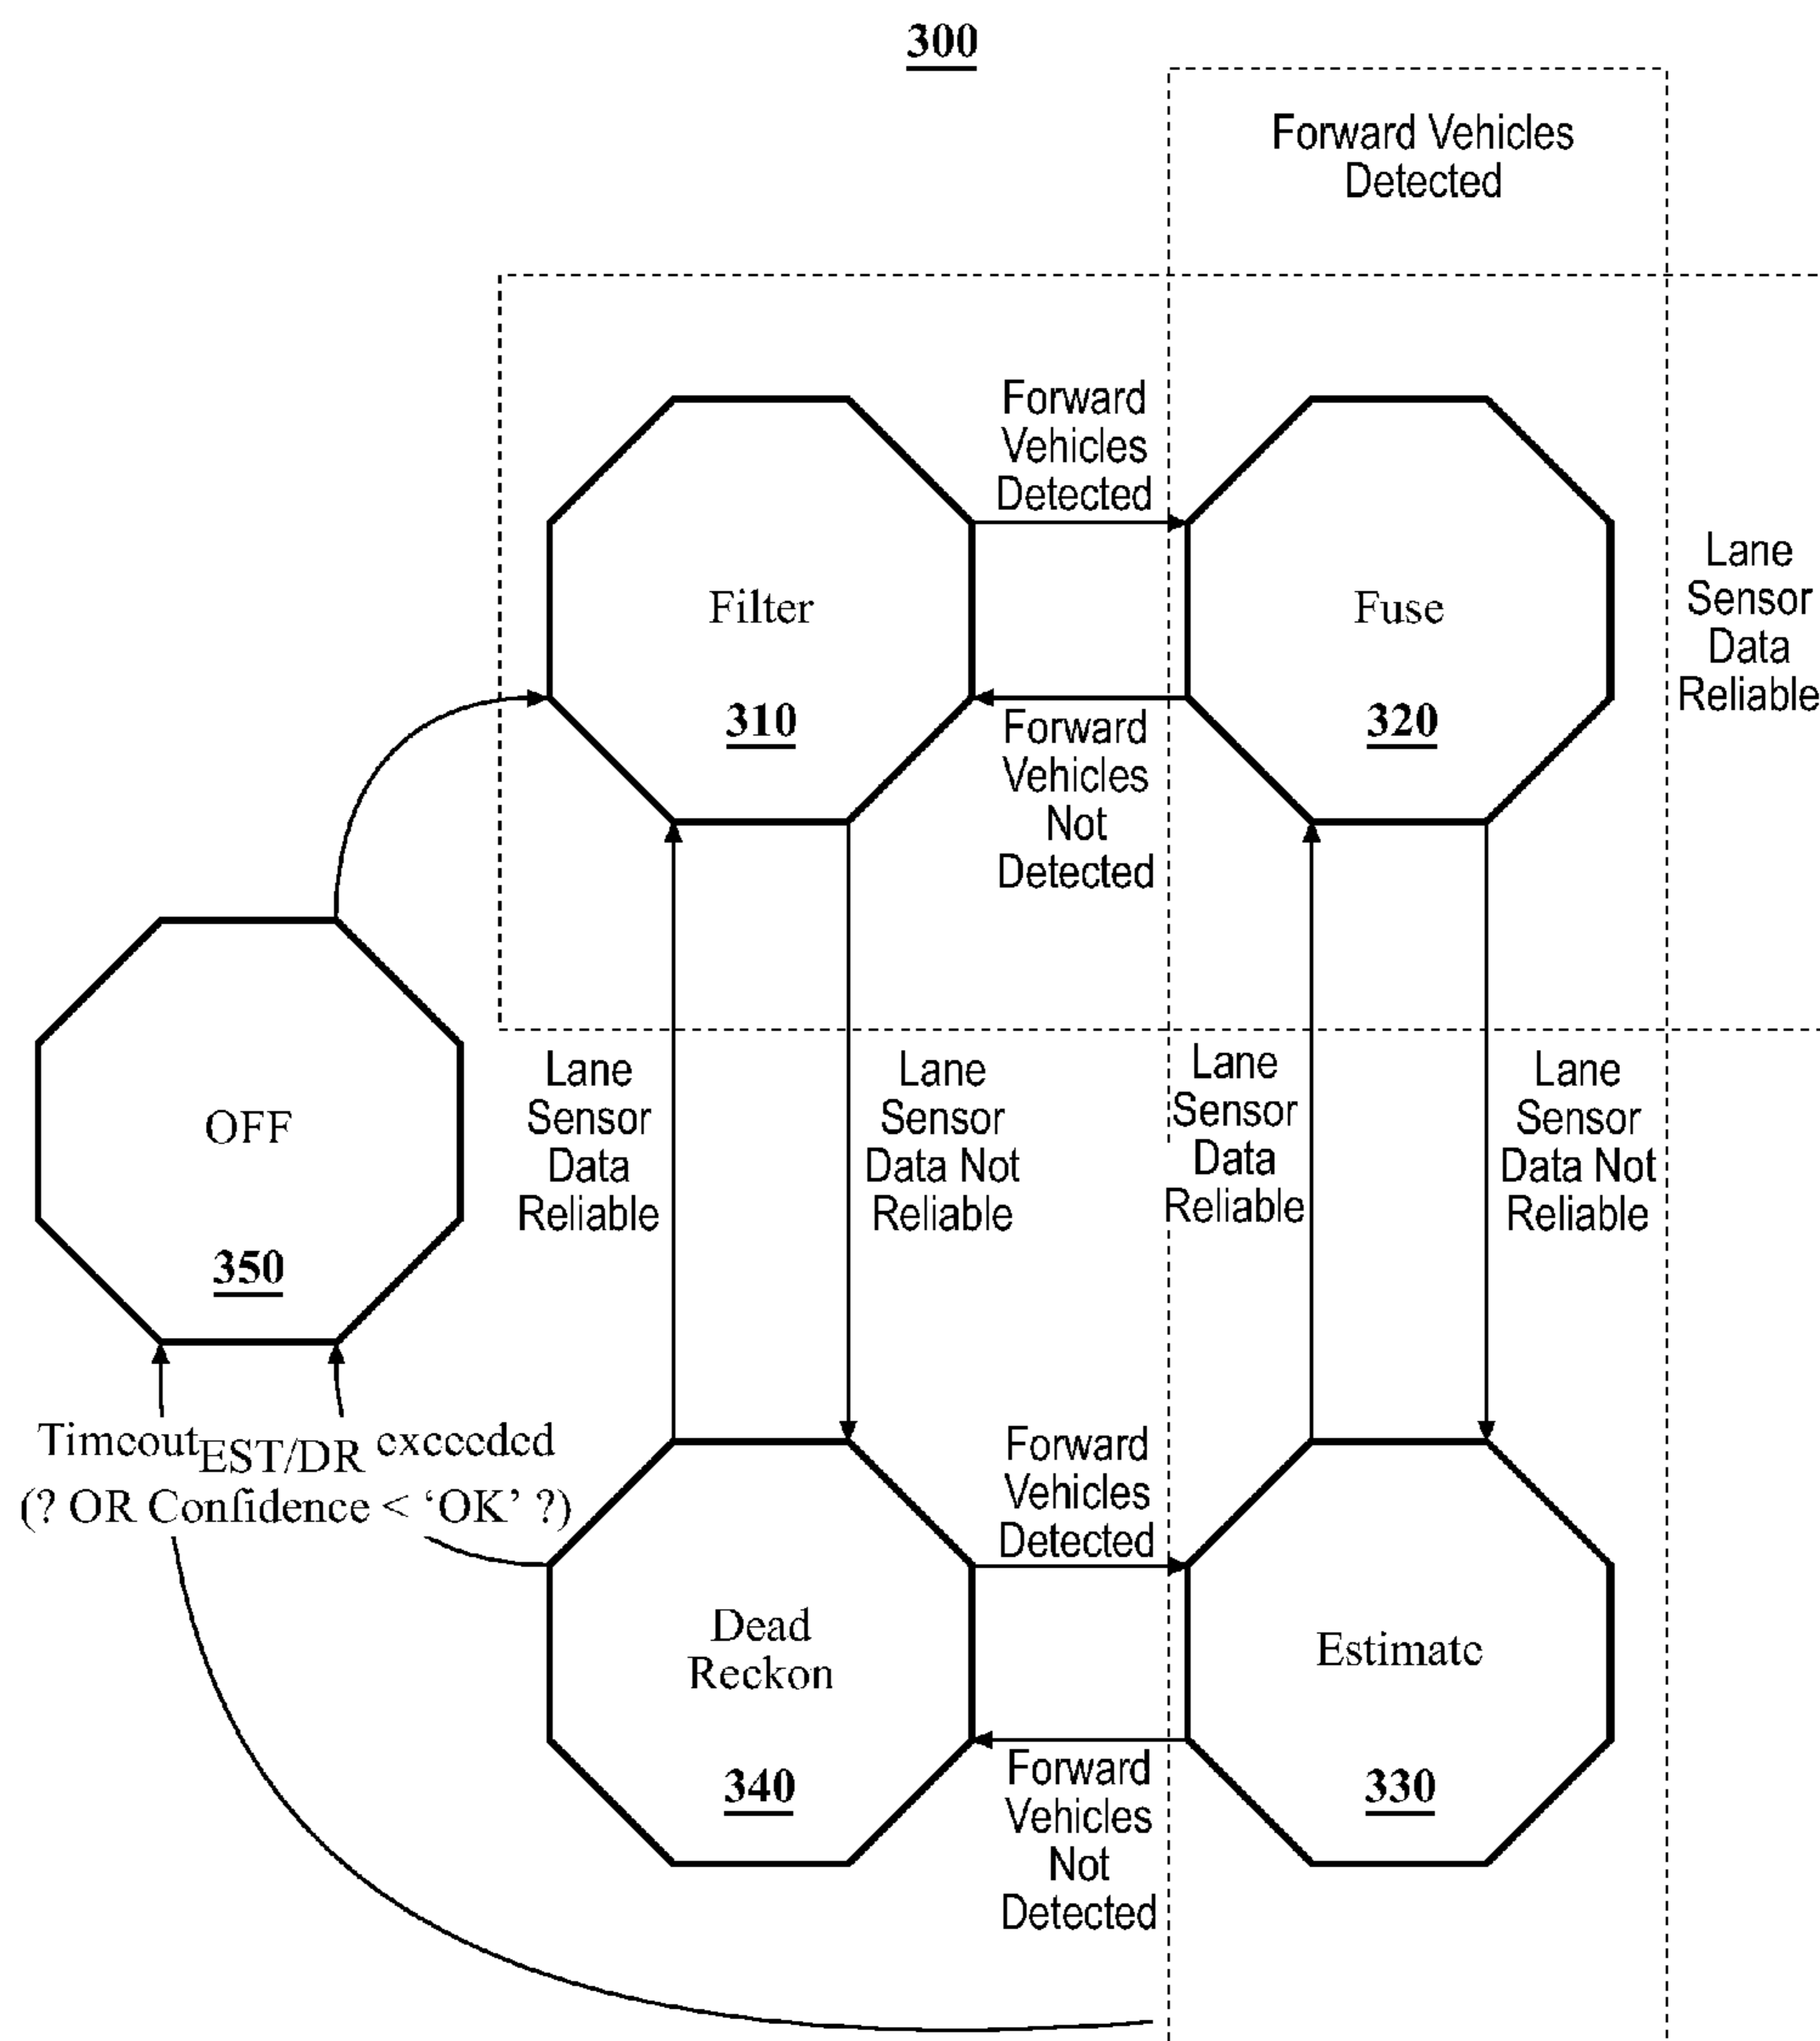 300
Forward Vehicles
Detected
Forward
Vehicles
Detected
Filter
310
Fuse
320
Lane
Sensor
Data
Reliable
Forward
Vehicles
Not
Detected
OFF
350
Lane
Sensor
Data
Reliable
Lane
Sensor
Data Not
Reliable
Lane
Sensor
Data
Reliable
Lane
Sensor
Data Not
Reliable
Timeout EST/DR exceeded
(? OR Confidence < ‘OK’ ?)
Forward
Vehicles
Detected
Dead
Reckon
340
Estimate
330
Forward
Vehicles
Not
Detected